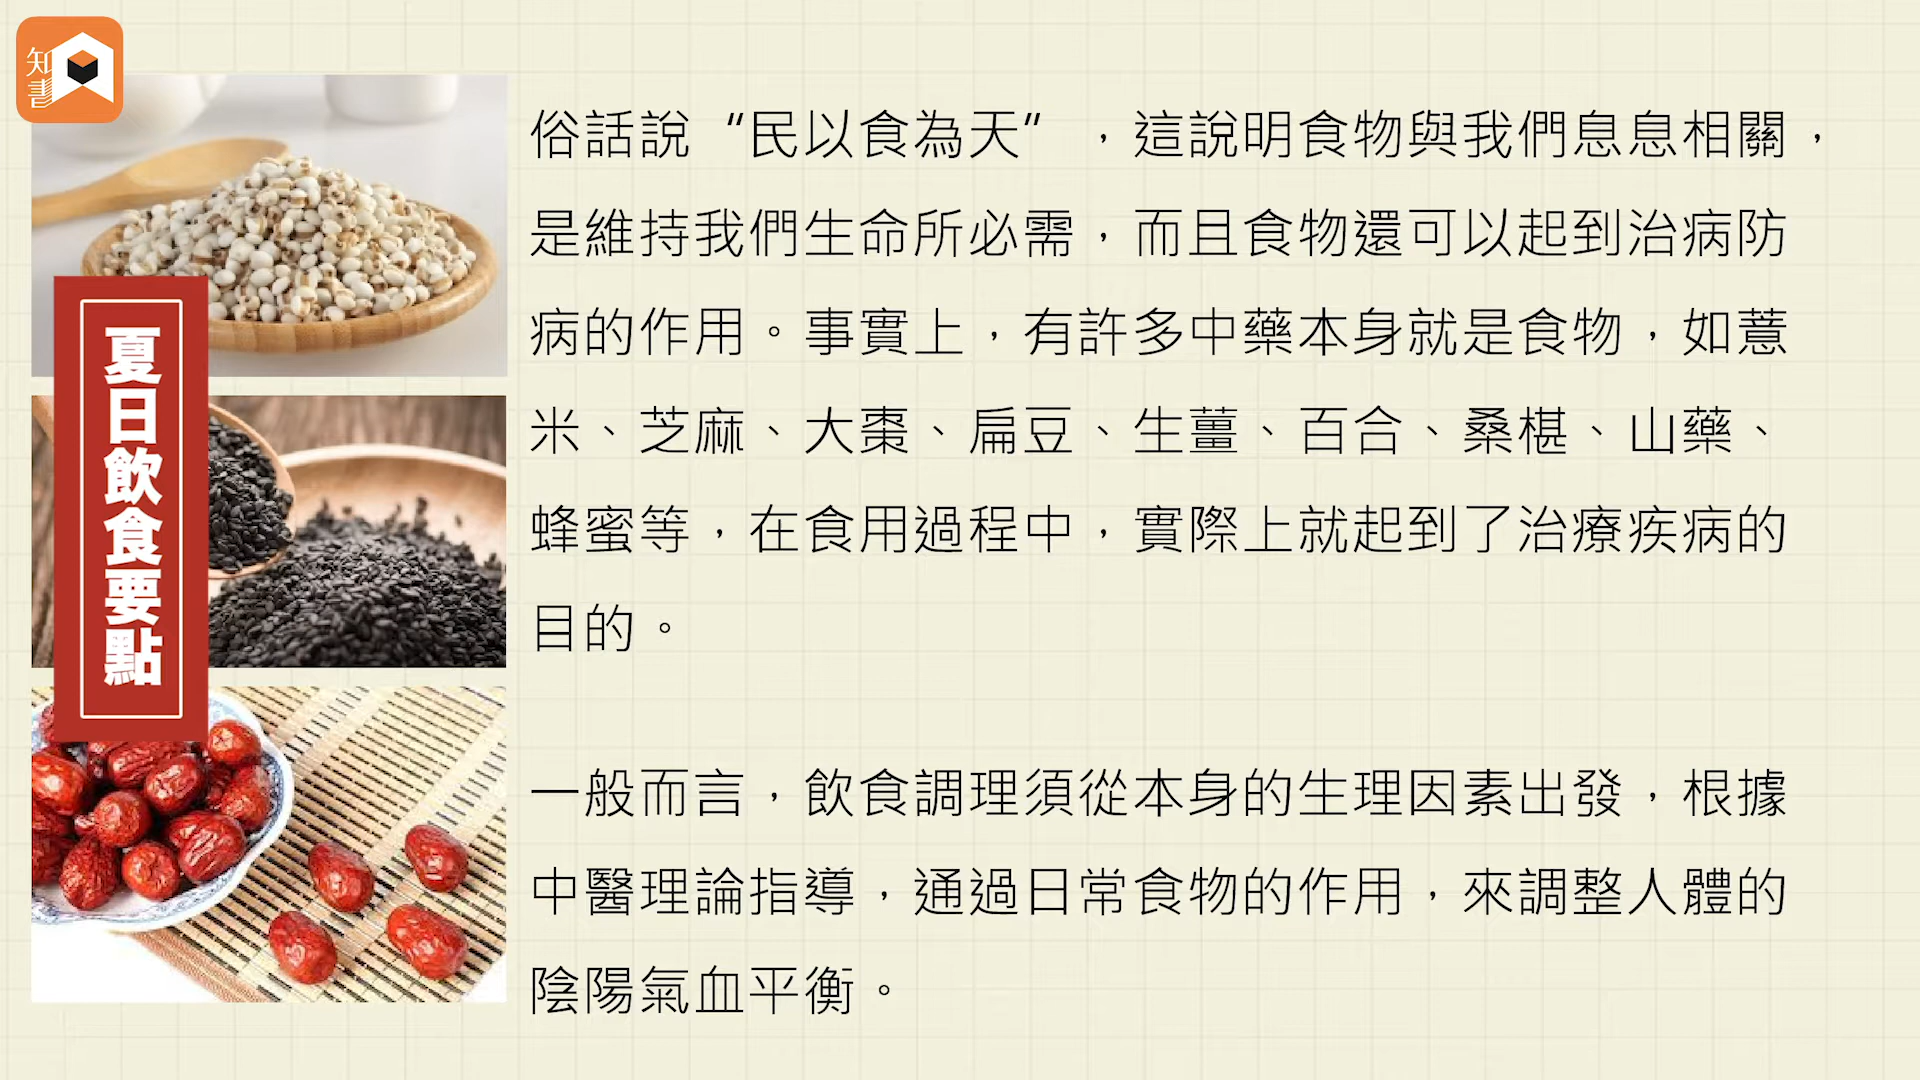 知
書
夏日飲食要點
俗話說“民以食為天”，這說明食物與我們息息相關，
是維持我們生命所必需，而且食物還可以起到治病防
病的作用。事實上，有許多中藥本身就是食物，如薏
米、芝麻、大棗、扁豆、生薑、百合、桑椹、山藥、
蜂蜜等，在食用過程中，實際上就起到了治療疾病的
目的。
一般而言，飲食調理須從本身的生理因素出發，根據
中醫理論指導，通過日常食物的作用，來調整人體的
陰陽氣血平衡。